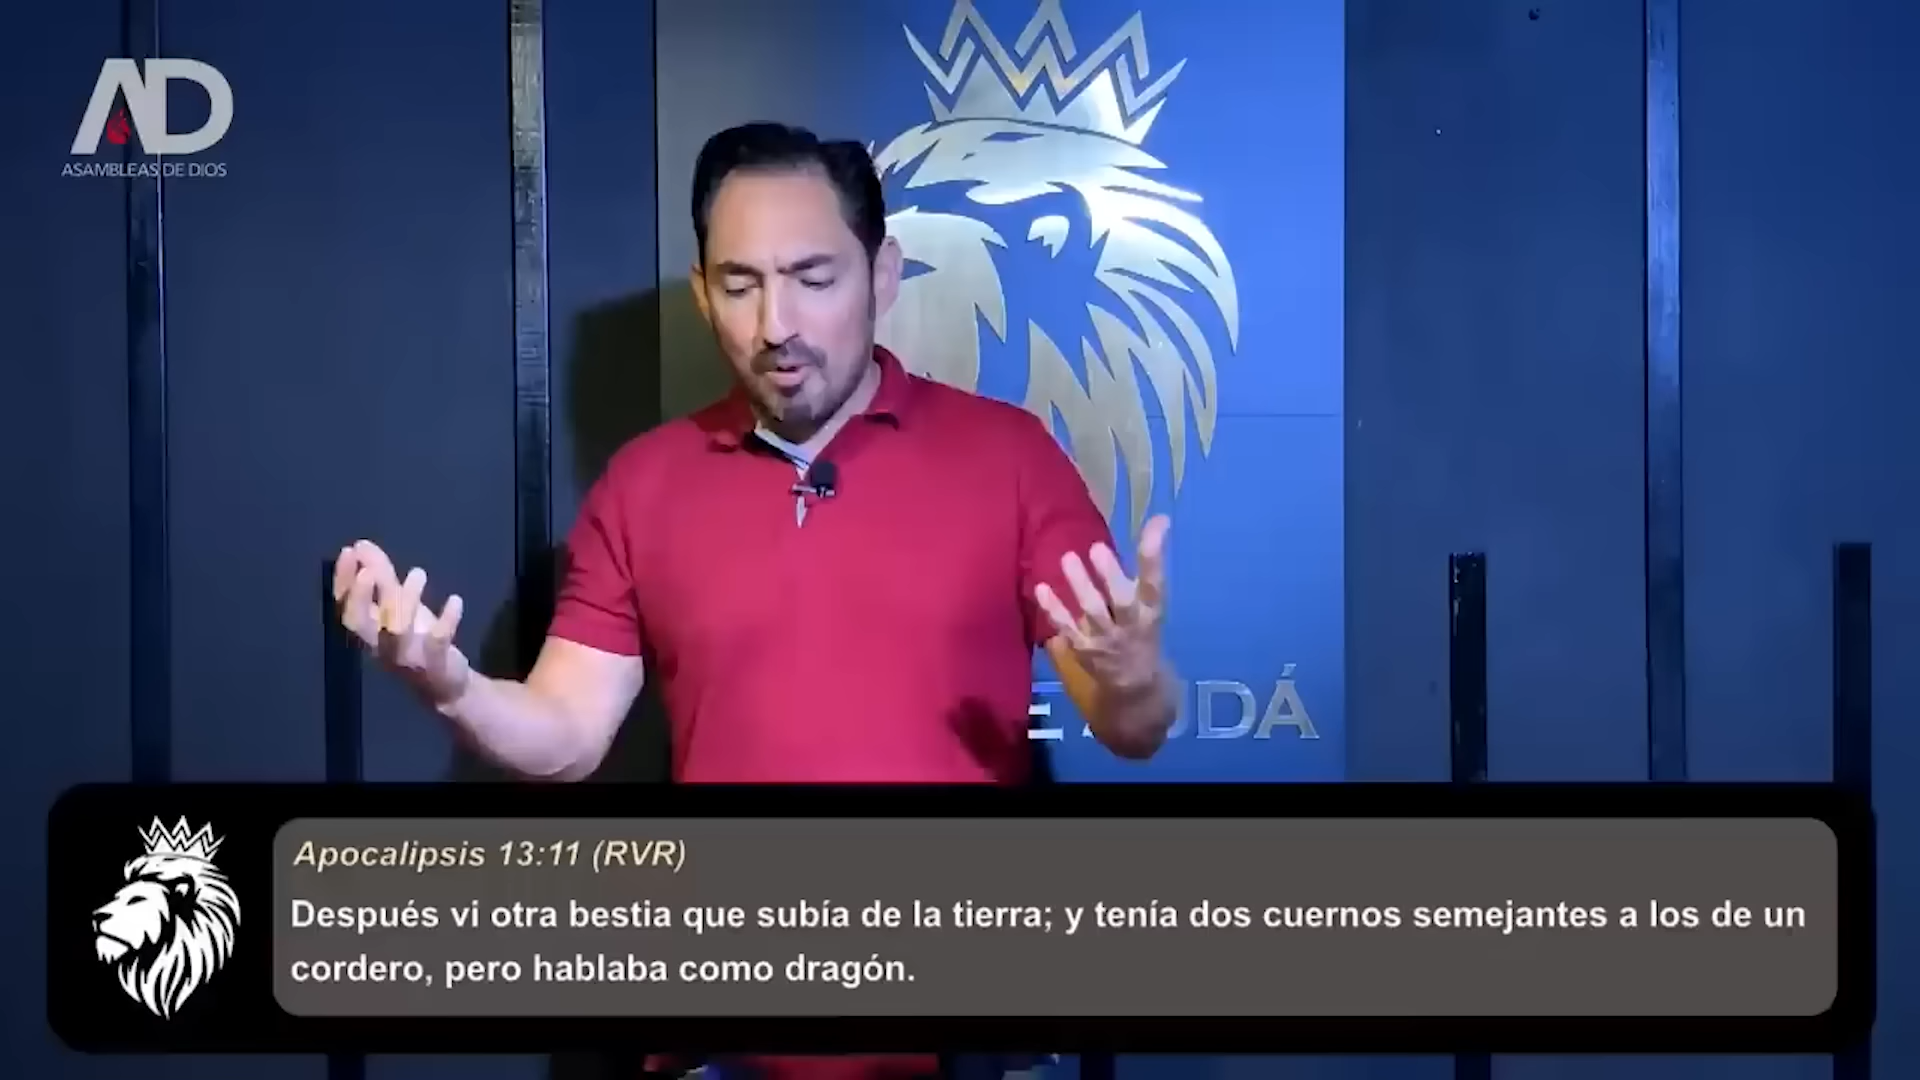 AD
ASAMBLEAS DE DIOS
E JUDÁ
Apocalipsis 13:11 (RVR)
Después vi otra bestia que subía de la tierra; y tenía dos cuernos semejantes a los de un
cordero, pero hablaba como dragón.